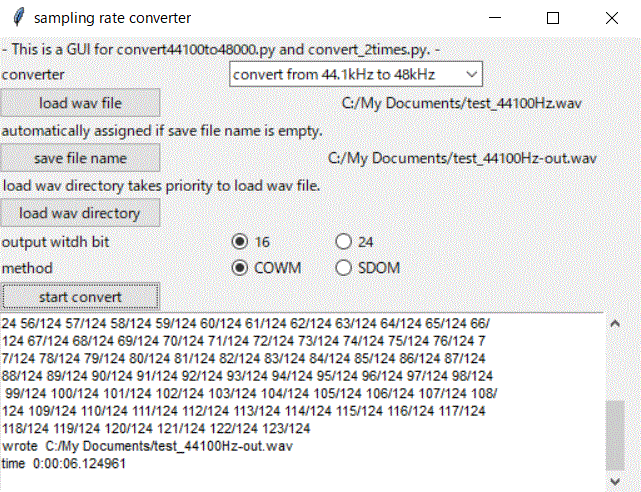 sampling rate converter
- This is a GUI for convert44100to48000.py and convert_2times.py. -
converter convert from 44.1kHz to 48kHz
load wav file C:/My Documents/test_44100Hz.wav
automatically assigned if save file name is empty.
save file name C:/My Documents/test_44100Hz-out.wav
load wav directory takes priority to load wav file.
load wav directory
output witdh bit 16 24
method COWM SDOM
start convert
24 56/124 57/124 58/124 59/124 60/124 61/124 62/124 63/124 64/124 65/124 66/
124 67/124 68/124 69/124 70/124 71/124 72/124 73/124 74/124 75/124 76/124 7
7/124 78/124 79/124 80/124 81/124 82/124 83/124 84/124 85/124 86/124 87/124
88/124 89/124 90/124 91/124 92/124 93/124 94/124 95/124 96/124 97/124 98/124
99/124 100/124 101/124 102/124 103/124 104/124 105/124 106/124 107/124 108/
124 109/124 110/124 111/124 112/124 113/124 114/124 115/124 116/124 117/124
118/124 119/124 120/124 121/124 122/124 123/124
wrote C:/My Documents/test_44100Hz-out.wav
time 0:00:06.124961